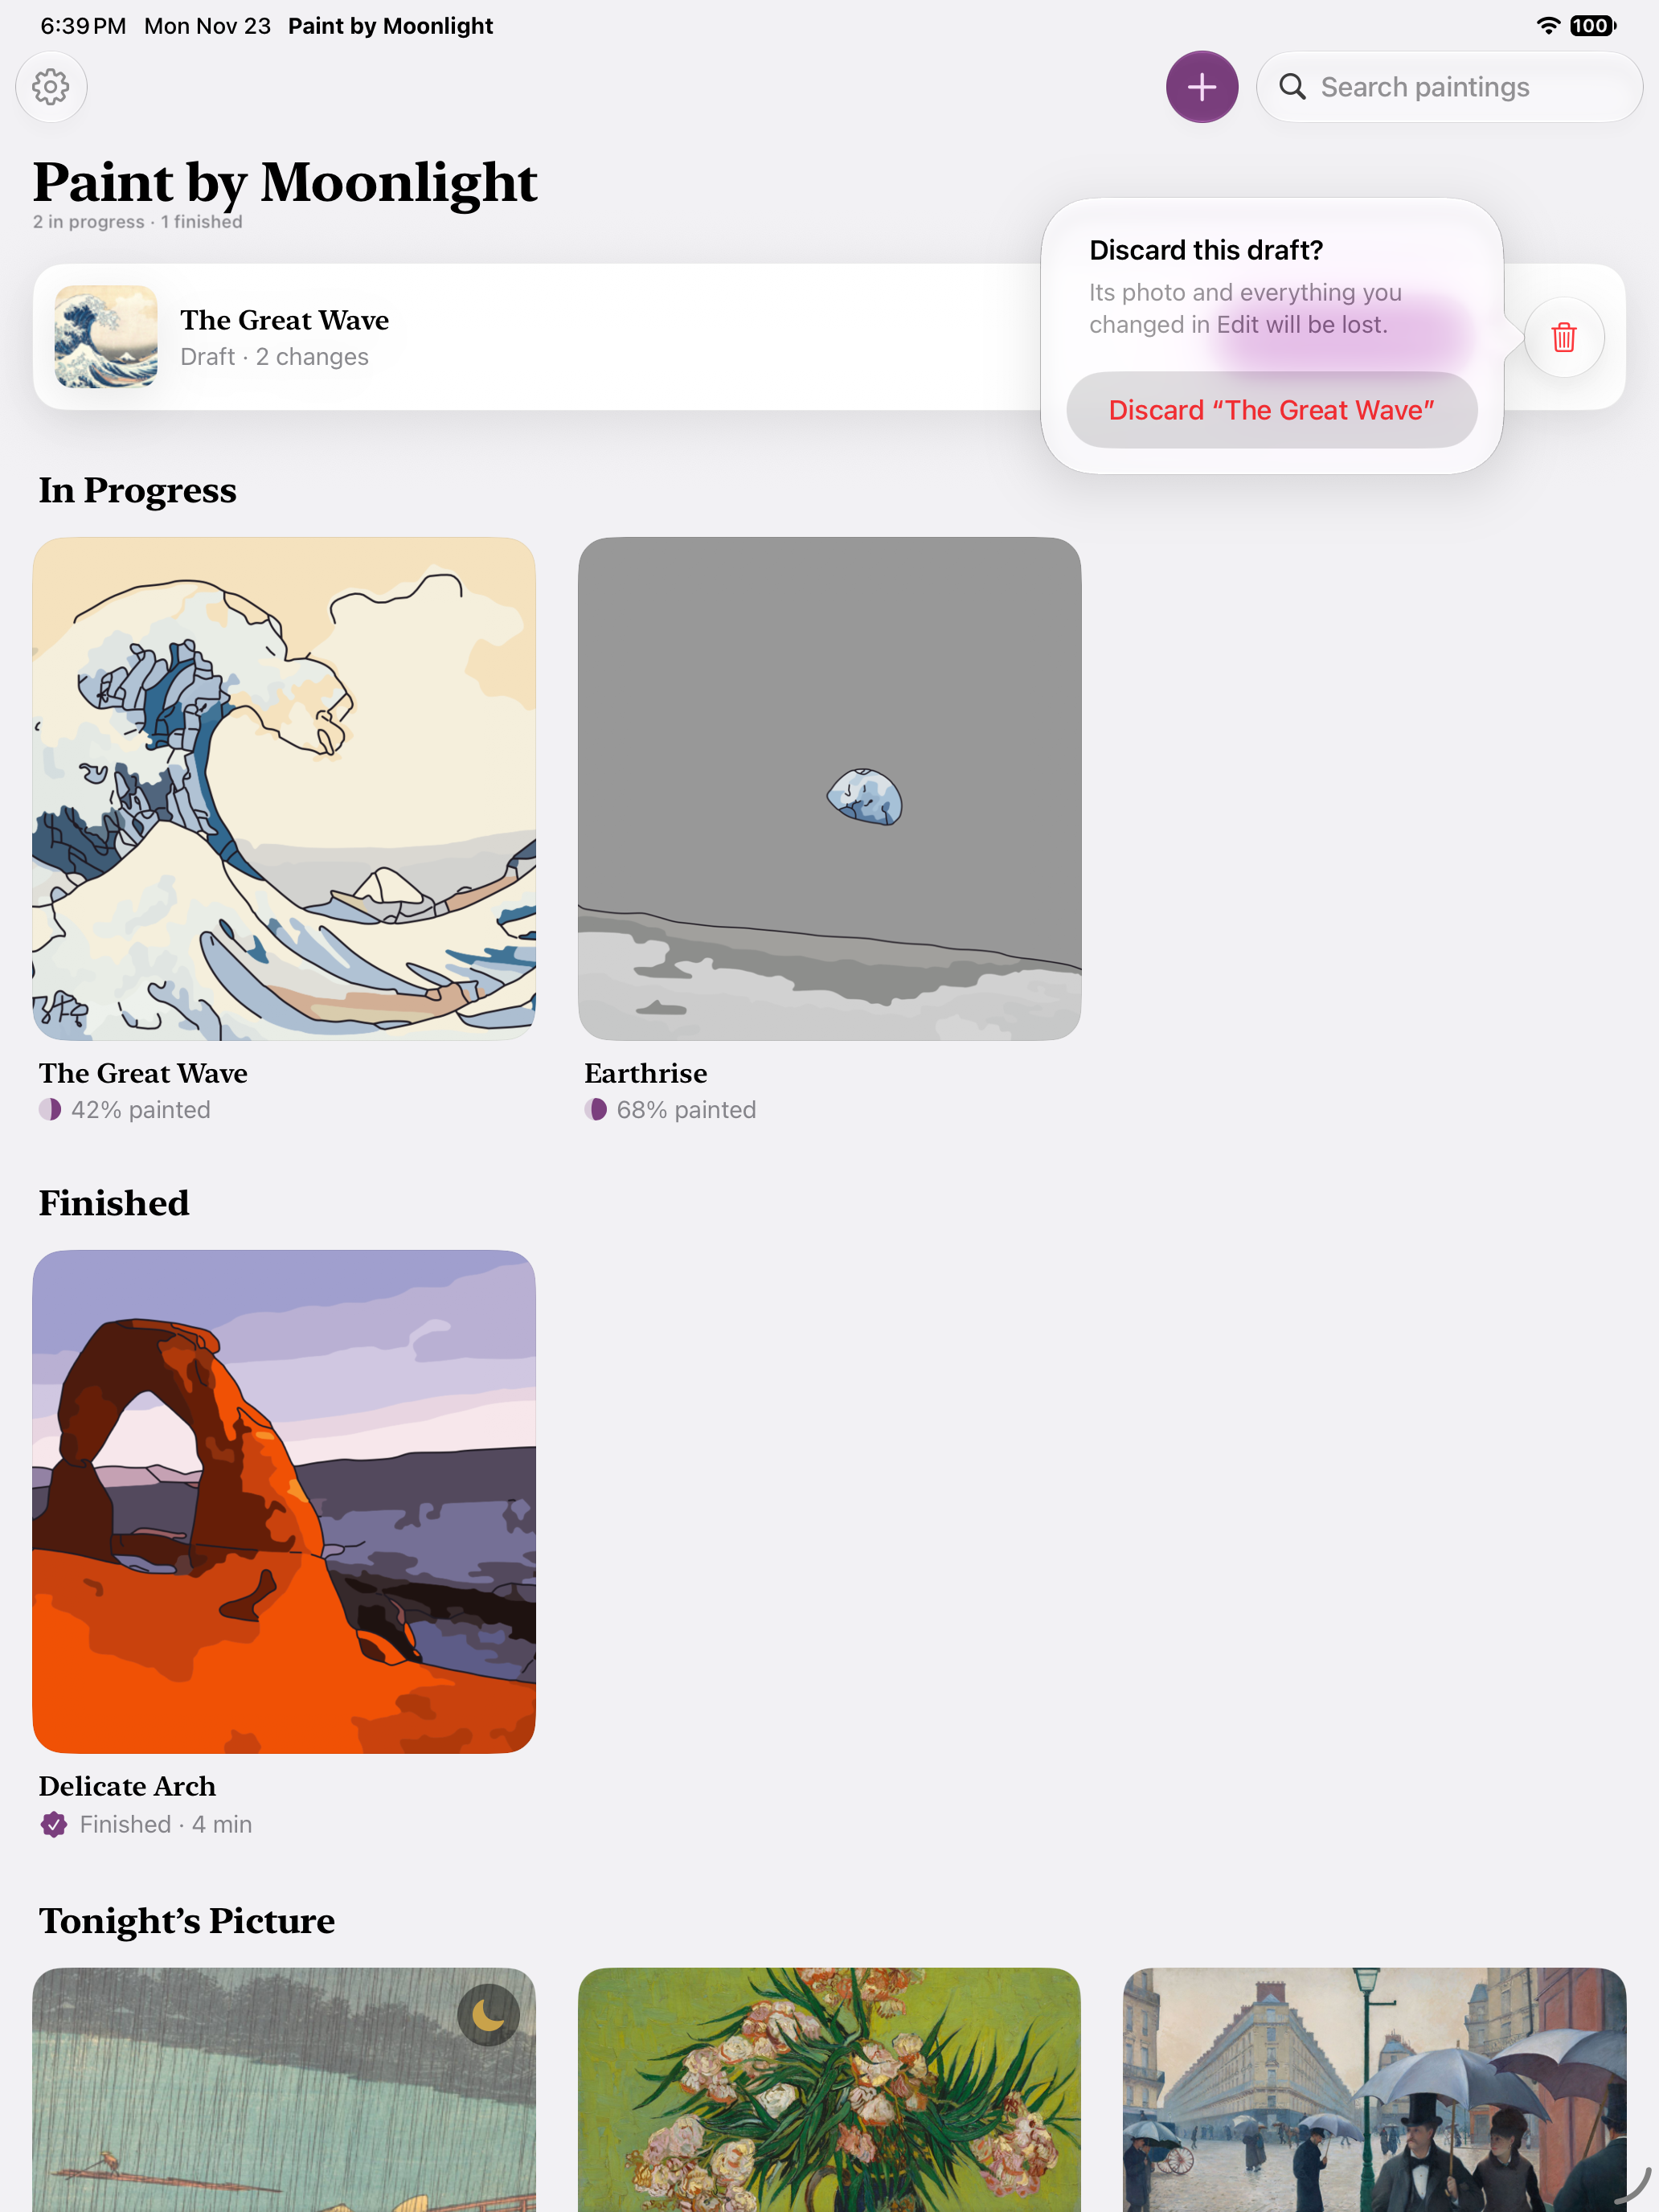 6:39 PM Mon Nov 23 Paint by Moonlight
100
Search paintings
Paint by Moonlight
2 in progress · 1 finished
The Great Wave
Draft · 2 changes
Discard this draft?
Its photo and everything you
changed in Edit will be lost.
Discard “The Great Wave”
In Progress
The Great Wave
42% painted
Earthrise
68% painted
Finished
Delicate Arch
Finished · 4 min
Tonight’s Picture